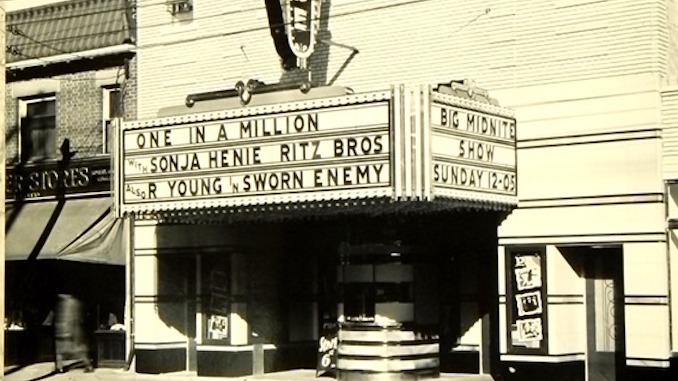 ONE IN A MILLION
WITH SONJA HENIE RITZ BROS
ALSO R YOUNG 'N SWORN ENEMY
BIG MIDNITE
SHOW
SUNDAY 12-05
STORES